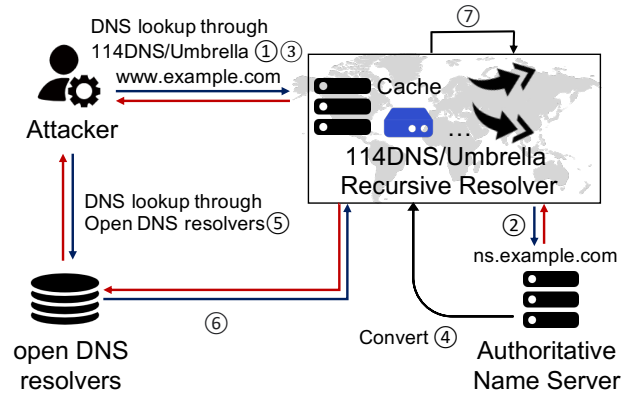 DNS lookup through
114DNS/Umbrella ①③
www.example.com
Attacker
⑦
Cache
...
114DNS/Umbrella
Recursive Resolver
DNS lookup through
Open DNS resolvers⑤
②
ns.example.com
⑥
Convert ④
open DNS
resolvers
Authoritative
Name Server